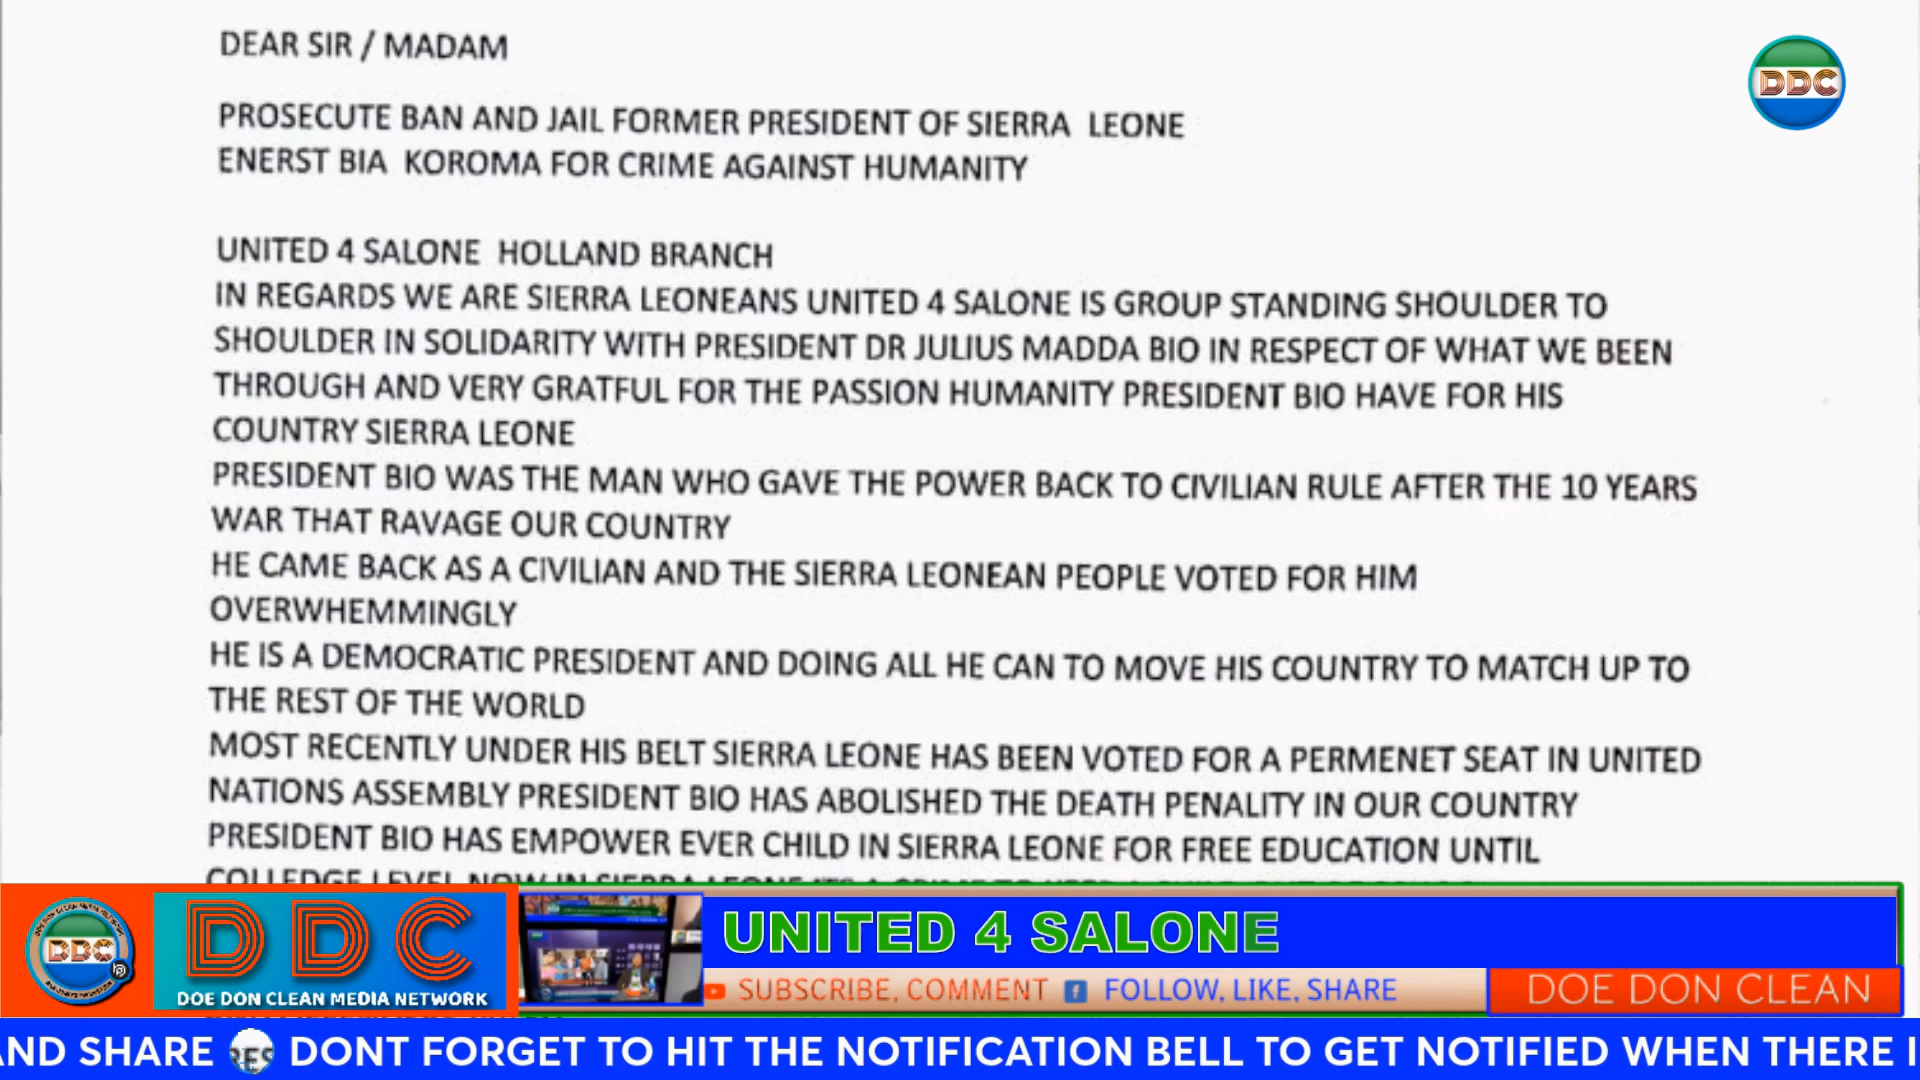 DEAR SIR / MADAM
DDC
PROSECUTE BAN AND JAIL FORMER PRESIDENT OF SIERRA LEONE
ENERST BIA KOROMA FOR CRIME AGAINST HUMANITY
UNITED 4 SALONE HOLLAND BRANCH
IN REGARDS WE ARE SIERRA LEONEANS UNITED 4 SALONE IS GROUP STANDING SHOULDER TO
SHOULDER IN SOLIDARITY WITH PRESIDENT DR JULIUS MADDA BIO IN RESPECT OF WHAT WE BEEN
THROUGH AND VERY GRATFUL FOR THE PASSION HUMANITY PRESIDENT BIO HAVE FOR HIS
COUNTRY SIERRA LEONE
PRESIDENT BIO WAS THE MAN WHO GAVE THE POWER BACK TO CIVILIAN RULE AFTER THE 10 YEARS
WAR THAT RAVAGE OUR COUNTRY
HE CAME BACK AS A CIVILIAN AND THE SIERRA LEONEAN PEOPLE VOTED FOR HIM
OVERWHEMMINGLY
HE IS A DEMOCRATIC PRESIDENT AND DOING ALL HE CAN TO MOVE HIS COUNTRY TO MATCH UP TO
THE REST OF THE WORLD
MOST RECENTLY UNDER HIS BELT SIERRA LEONE HAS BEEN VOTED FOR A PERMENET SEAT IN UNITED
NATIONS ASSEMBLY PRESIDENT BIO HAS ABOLISHED THE DEATH PENALITY IN OUR COUNTRY
PRESIDENT BIO HAS EMPOWER EVER CHILD IN SIERRA LEONE FOR FREE EDUCATION UNTIL
COLLEDGE LEVEL NOW IN SIERRA LEONE
DDC
DDC
DOE DON CLEAN MEDIA NETWORK
UNITED 4 SALONE
SUBSCRIBE, COMMENT FOLLOW, LIKE, SHARE
DOE DON CLEAN
AND SHARE DONT FORGET TO HIT THE NOTIFICATION BELL TO GET NOTIFIED WHEN THERE I